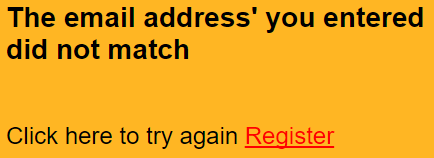 The email address' you entered
did not match
Click here to try again Register